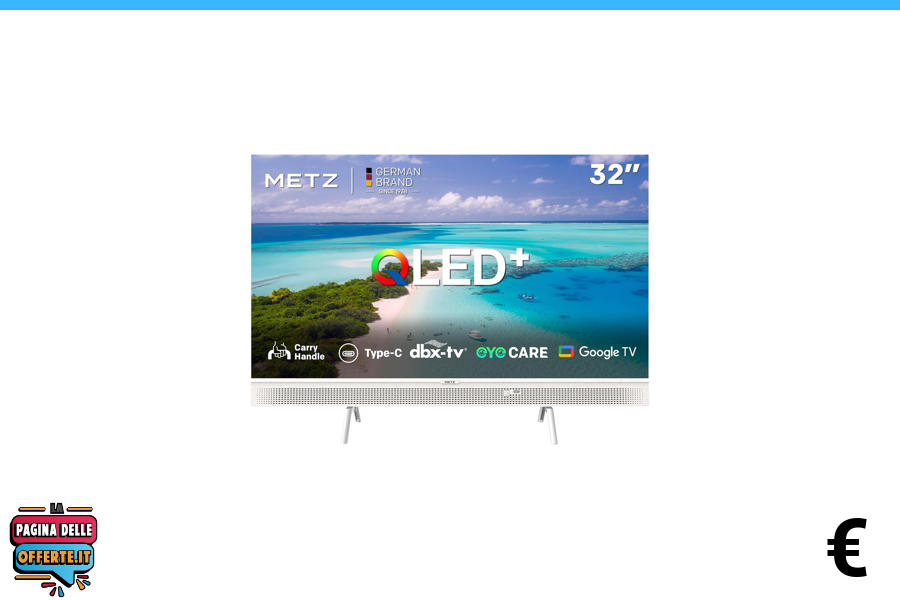 METZ
GERMAN
BRAND
SINCE 1938
32"
QLED+
Carry
Handle
Type-C
dbx-tv
eye CARE
Google TV
METZ
LA
PAGINA DELLE
OFFERTE.IT
€